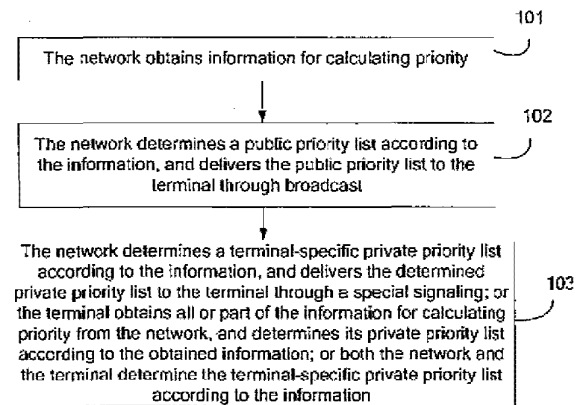 101
The network obtains information for calculating priority
102
The network determines a public priority list according to
the information, and delivers the public priority list to the
terminal through broadcast
The network determines a terminal-specific private priority list
according to the information, and delivers the determined
private priority list to the terminal through a special signaling; or
the terminal obtains all or part of the information for calculating
priority from the network, and determines its private priority list
according to the obtained information; or both the network and
the terminal determine the terminal-specific private priority list
according to the information
103